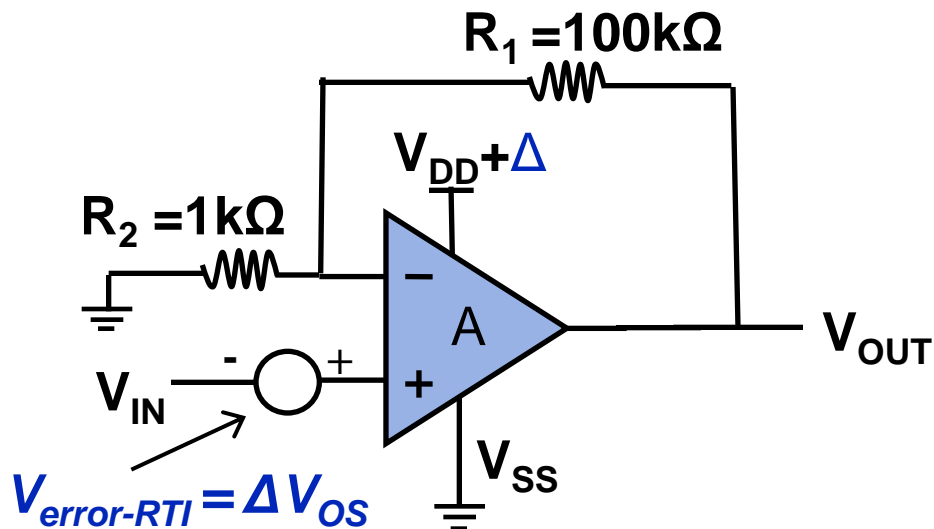 R1 =100kΩ
VDD+Δ
R2 =1kΩ
−
A
- +
+
VIN
VOUT
VSS
Verror-RTI = ΔVOS